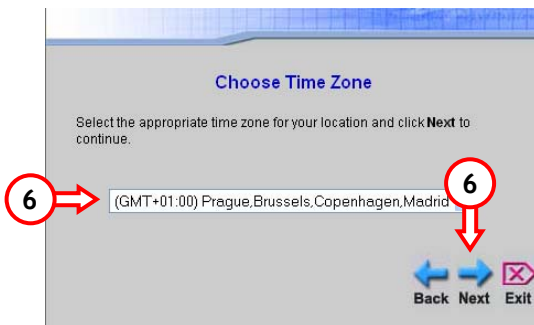 Choose Time Zone
Select the appropriate time zone for your location and click Next to
continue.
6
(GMT+01:00) Prague,Brussels,Copenhagen,Madrid
6
Back Next Exit